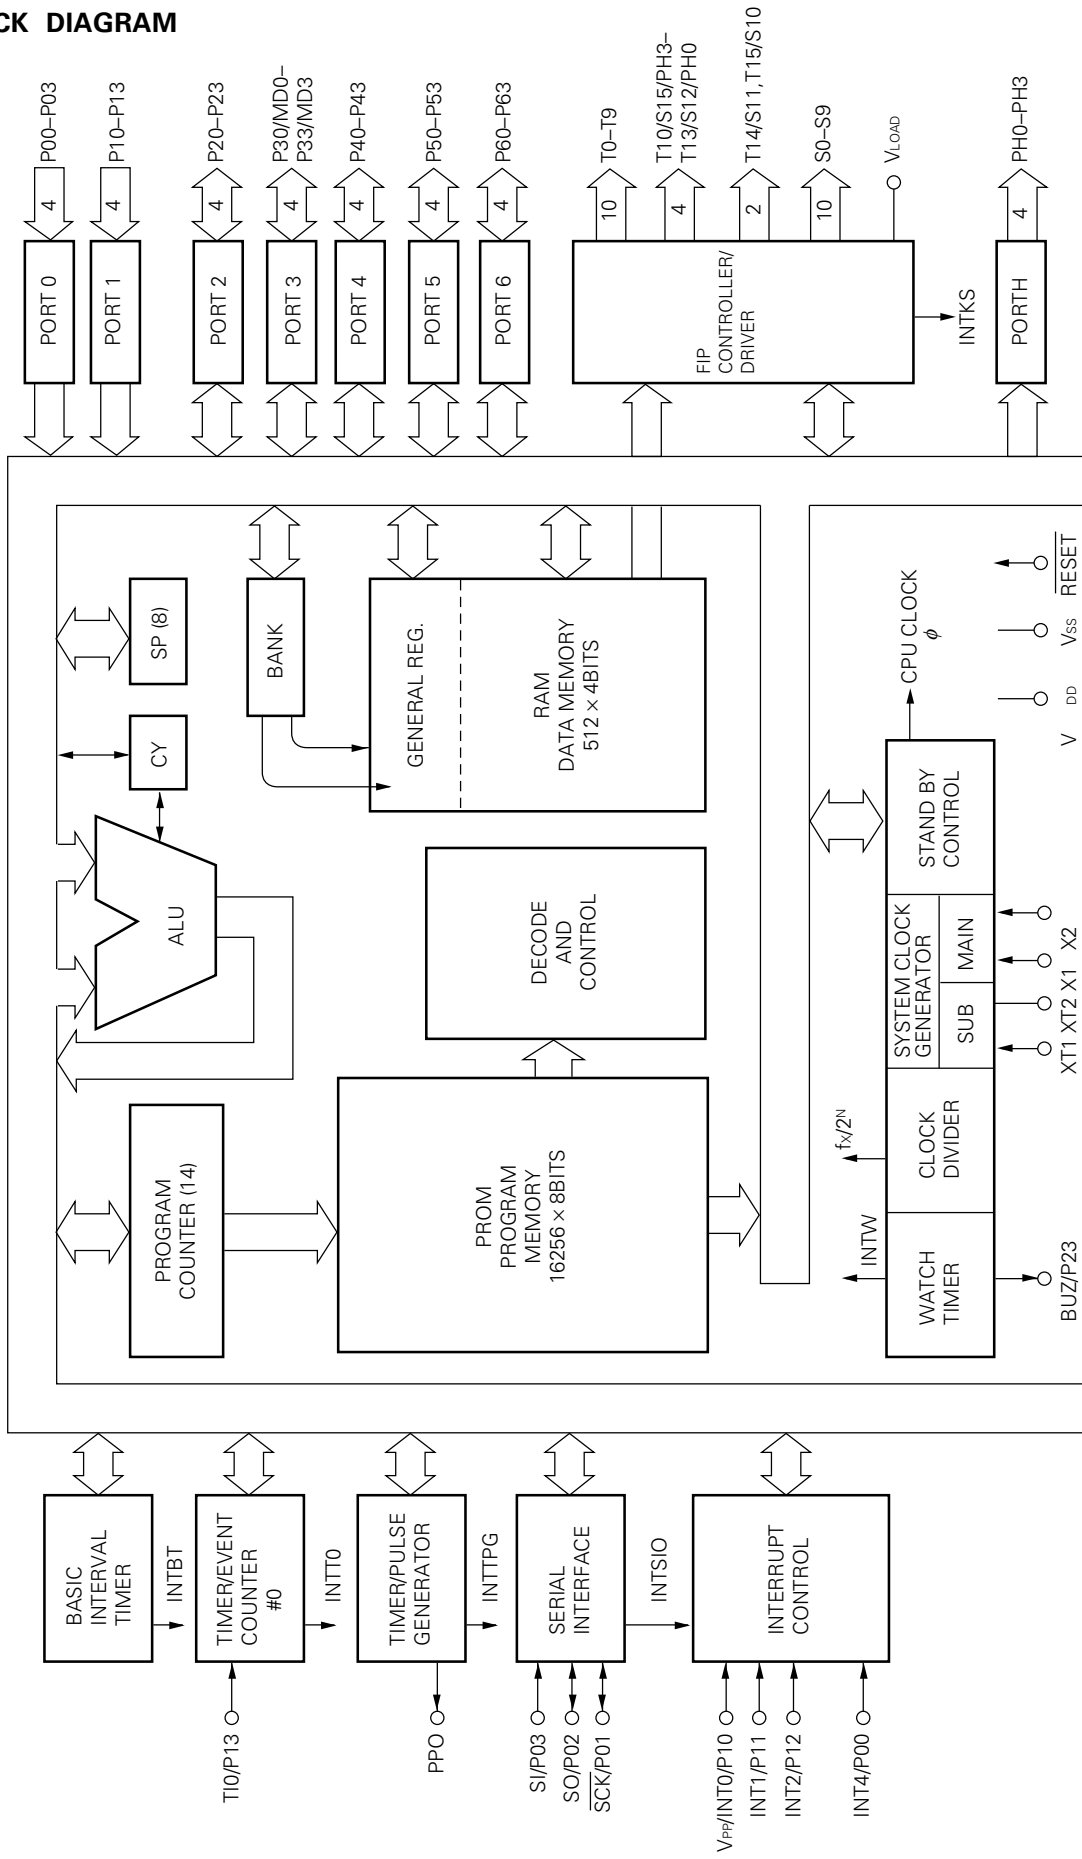 CK DIAGRAM
BASIC
INTERVAL
TIMER
INTBT
TI0/P13
TIMER/EVENT
COUNTER
#0
INTT0
PPO
TIMER/PULSE
GENERATOR
INTTPG
SI/P03
SO/P02
SCK/P01
SERIAL
INTERFACE
INTSIO
VPP/INT0/P10
INT1/P11
INT2/P12
INT4/P00
INTERRUPT
CONTROL
PROGRAM
COUNTER (14)
ALU
CY
SP (8)
BANK
PROM
PROGRAM
MEMORY
16256 × 8BITS
DECODE
AND
CONTROL
GENERAL REG.
RAM
DATA MEMORY
512 × 4BITS
INTW
fX/2N
WATCH
TIMER
CLOCK
DIVIDER
SYSTEM CLOCK
GENERATOR
SUB
MAIN
STAND BY
CONTROL
CPU CLOCK
ϕ
BUZ/P23
XT1 XT2 X1 X2
V DD
VSS
RESET
PORT 0
4
P00–P03
PORT 1
4
P10–P13
PORT 2
4
P20–P23
PORT 3
4
P30/MD0–
P33/MD3
PORT 4
4
P40–P43
PORT 5
4
P50–P53
PORT 6
4
P60–P63
FIP
CONTROLLER/
DRIVER
10
T0–T9
4
T10/S15/PH3–
T13/S12/PH0
2
T14/S11, T15/S10
10
S0–S9
VLOAD
INTKS
PORTH
4
PH0–PH3